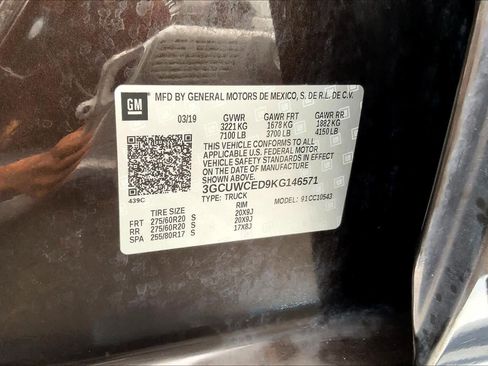 GM
MFD BY GENERAL MOTORS DE MEXICO, S. DE R.L. DE C.V.
03/19 GVWR GAWR FRT GAWR RR
3221 KG 1678 KG 1882 KG
7100 LB 3700 LB 4150 LB
THIS VEHICLE CONFORMS TO ALL
APPLICABLE U.S. FEDERAL MOTOR
VEHICLE SAFETY STANDARDS IN EFFECT ON
THE DATE OF MANUFACTURE SHOWN ABOVE.
3GCUWCED9KG146571
439C
TYPE: TRUCK MODEL: 91CC10543
TIRE SIZE RIM
FRT 275/60R20 S 20X9J
RR 275/60R20 S 20X9J
SPA 255/80R17 S 17X8J